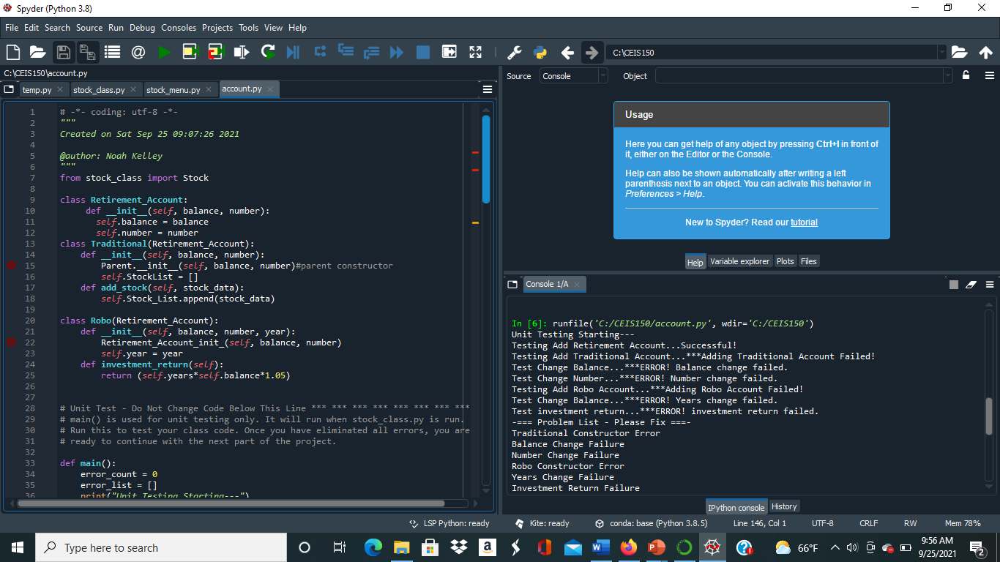 Spyder (Python 3.8)
File Edit Search Source Run Debug Consoles Projects Tools View Help
C:\CEIS150
C:\CEIS150\account.py
temp.py stock_class.py stock_menu.py account.py
1 # -*- coding: utf-8 -*-
2 """
3 Created on Sat Sep 25 09:07:26 2021
4
5 @author: Noah Kelley
6 """
7 from stock_class import Stock
8
9 class Retirement_Account:
10 def __init__(self, balance, number):
11 self.balance = balance
12 self.number = number
13 class Traditional(Retirement_Account):
14 def __init__(self, balance, number):
15 Parent.__init__(self, balance, number)#parent constructor
16 self.StockList = []
17 def add_stock(self, stock_data):
18 self.Stock_List.append(stock_data)
19
20 class Robo(Retirement_Account):
21 def __init__(self, balance, number, year):
22 Retirement_Account_init_(self, balance, number)
23 self.year = year
24 def investment_return(self):
25 return (self.years*self.balance*1.05)
26
27
28 # Unit Test - Do Not Change Code Below This Line *** *** *** *** *** *** *** ***
29 # main() is used for unit testing only. It will run when stock_class.py is run.
30 # Run this to test your class code. Once you have eliminated all errors, you are
31 # ready to continue with the next part of the project.
32
33 def main():
34 error_count = 0
35 error_list = []
36 print("Unit Testing Starting---")
Source Console Object
Usage
Here you can get help of any object by pressing Ctrl+I in front of
it, either on the Editor or the Console.
Help can also be shown automatically after writing a left
parenthesis next to an object. You can activate this behavior in
Preferences > Help.
New to Spyder? Read our tutorial
Help Variable explorer Plots Files
Console 1/A
In [6]: runfile('C:/CEIS150/account.py', wdir='C:/CEIS150')
Unit Testing Starting---
Testing Add Retirement Account...Successful!
Testing Add Traditional Account...***Adding Traditional Account Failed!
Test Change Balance...***ERROR! Balance change failed.
Test Change Number...***ERROR! Number change failed.
Testing Add Robo Account...***Adding Robo Account Failed!
Test Change Balance...***ERROR! Years change failed.
Test investment return...***ERROR! investment return failed.
-=== Problem List - Please Fix ===-
Traditional Constructor Error
Balance Change Failure
Number Change Failure
Robo Constructor Error
Years Change Failure
Investment Return Failure
IPython console History
LSP Python: ready Kite: ready conda: base (Python 3.8.5) Line 146, Col 1 UTF-8 CRLF RW Mem 78%
Type here to search
66°F
9:56 AM
9/25/2021
2